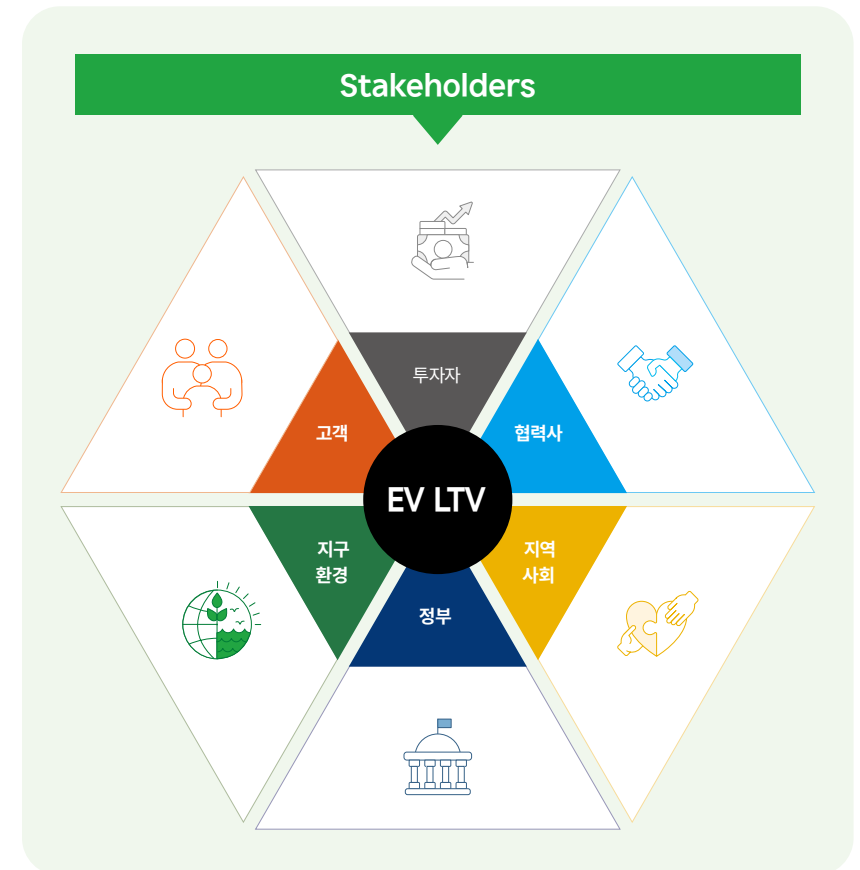 Stakeholders
투자자
고객
협력사
EV LTV
지구
환경
지역
사회
정부